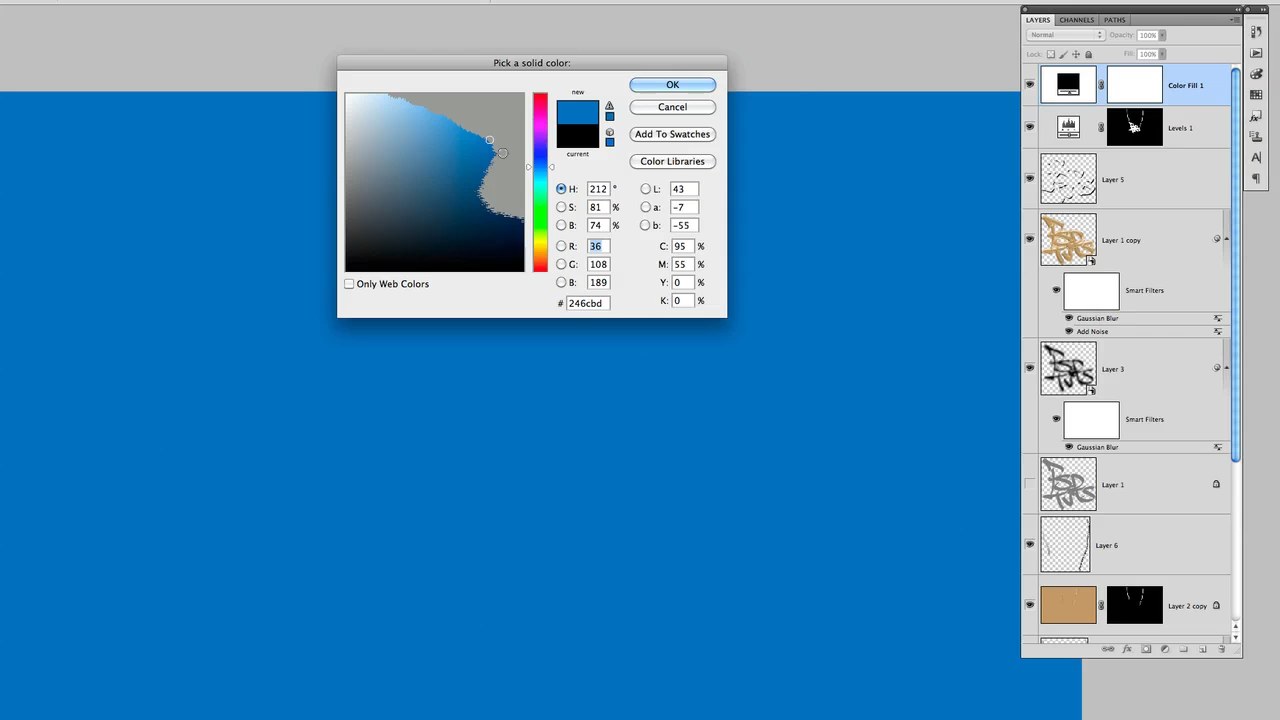 Pick a solid color:
new
current
OK
Cancel
Add To Swatches
Color Libraries
H: 212 °
S: 81 %
B: 74 %
R: 36
G: 108
B: 189
# 246cbd
L: 43
a: -7
b: -55
C: 95 %
M: 55 %
Y: 0 %
K: 0 %
Only Web Colors
LAYERS CHANNELS PATHS
Normal Opacity: 100%
Lock: Fill: 100%
Color Fill 1
Levels 1
Layer 5
Layer 1 copy
Smart Filters
Gaussian Blur
Add Noise
Layer 3
Smart Filters
Gaussian Blur
Layer 1
Layer 6
Layer 2 copy